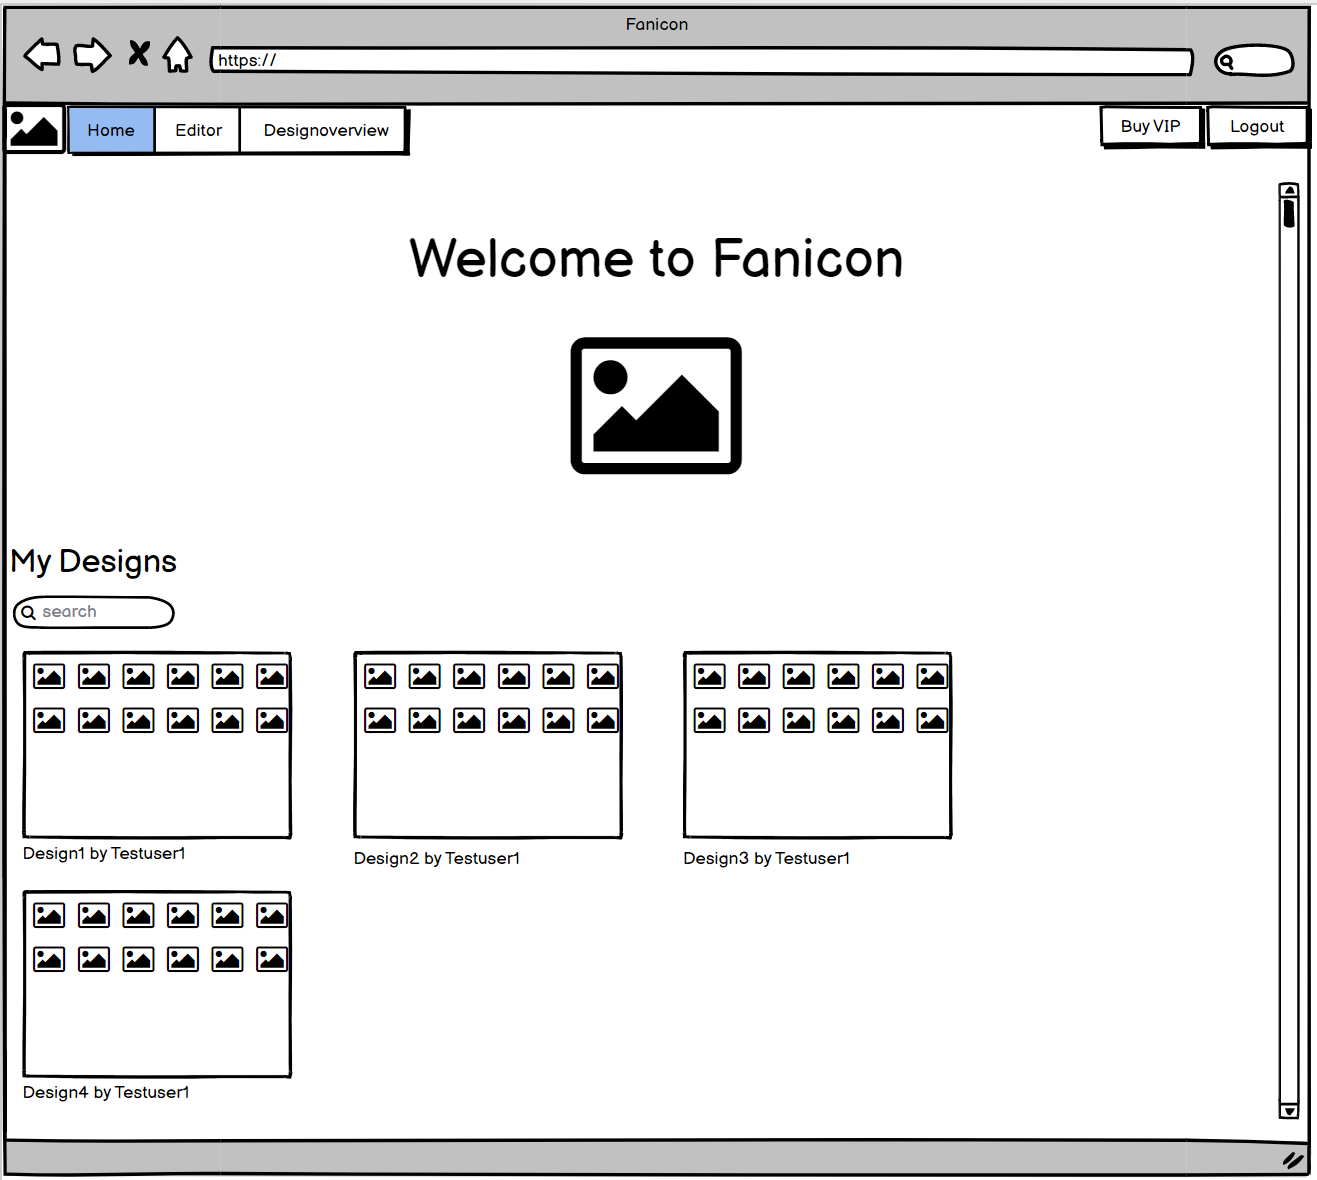 Fanicon
https://
Home Editor Designoverview Buy VIP Logout
Welcome to Fanicon
My Designs
search
Design1 by Testuser1 Design2 by Testuser1 Design3 by Testuser1
Design4 by Testuser1